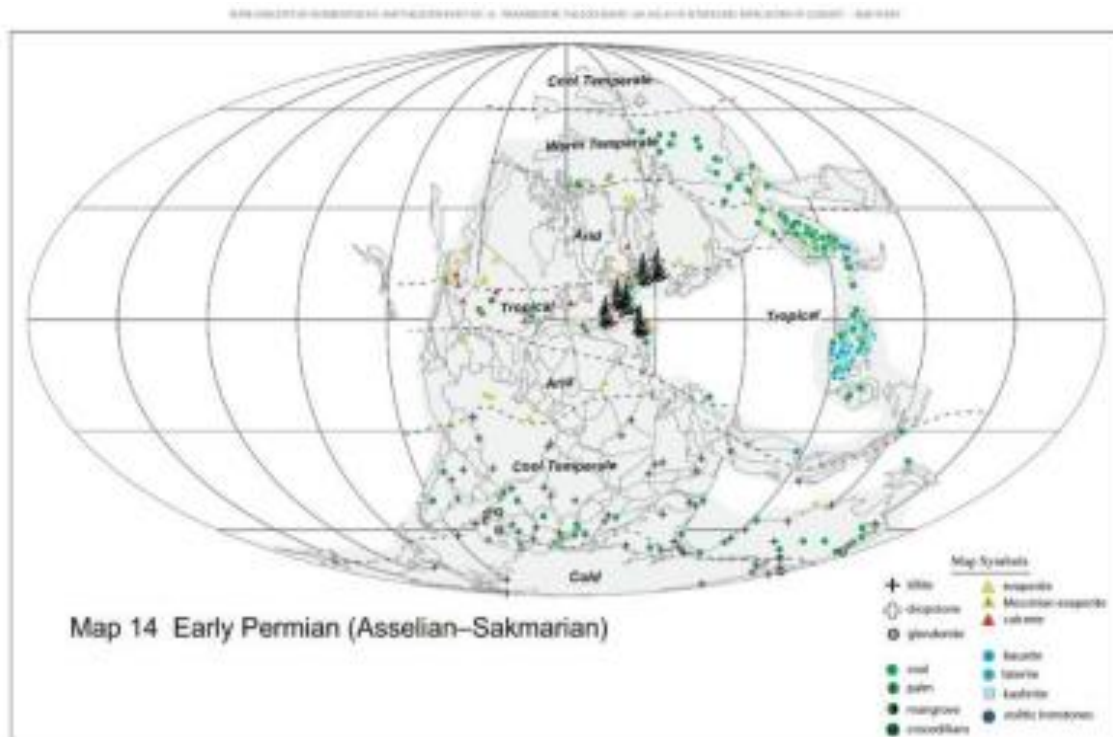 Cool Temperate
Warm Temperate
Arid
Tropical
Tropical
Arid
Cool Temperate
Cold
Map 14 Early Permian (Asselian–Sakmarian)
Map Symbols
tillite
dropstone
glendonite
coal
palm
mangrove
crocodilians
evaporite
Messinian evaporite
calcrete
bauxite
laterite
kaolinite
oolitic ironstones